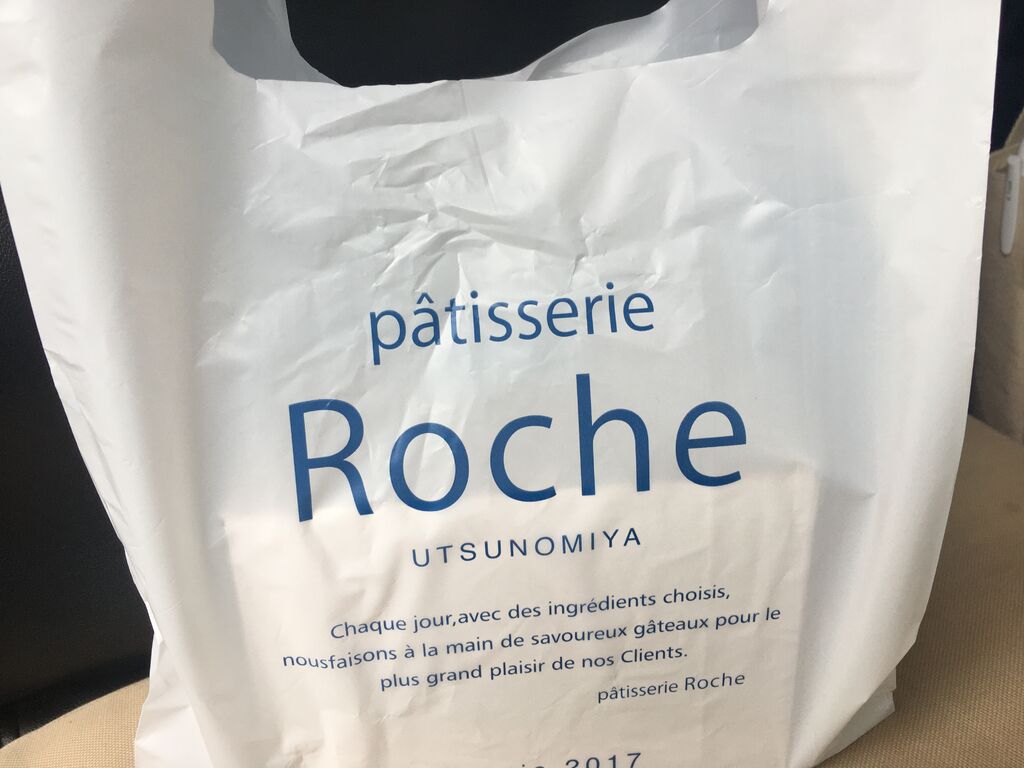 pâtisserie
Roche
UTSUNOMIYA
Chaque jour,avec des ingrédients choisis,
nousfaisons à la main de savoureux gâteaux pour le
plus grand plaisir de nos Clients.
pâtisserie Roche
2017